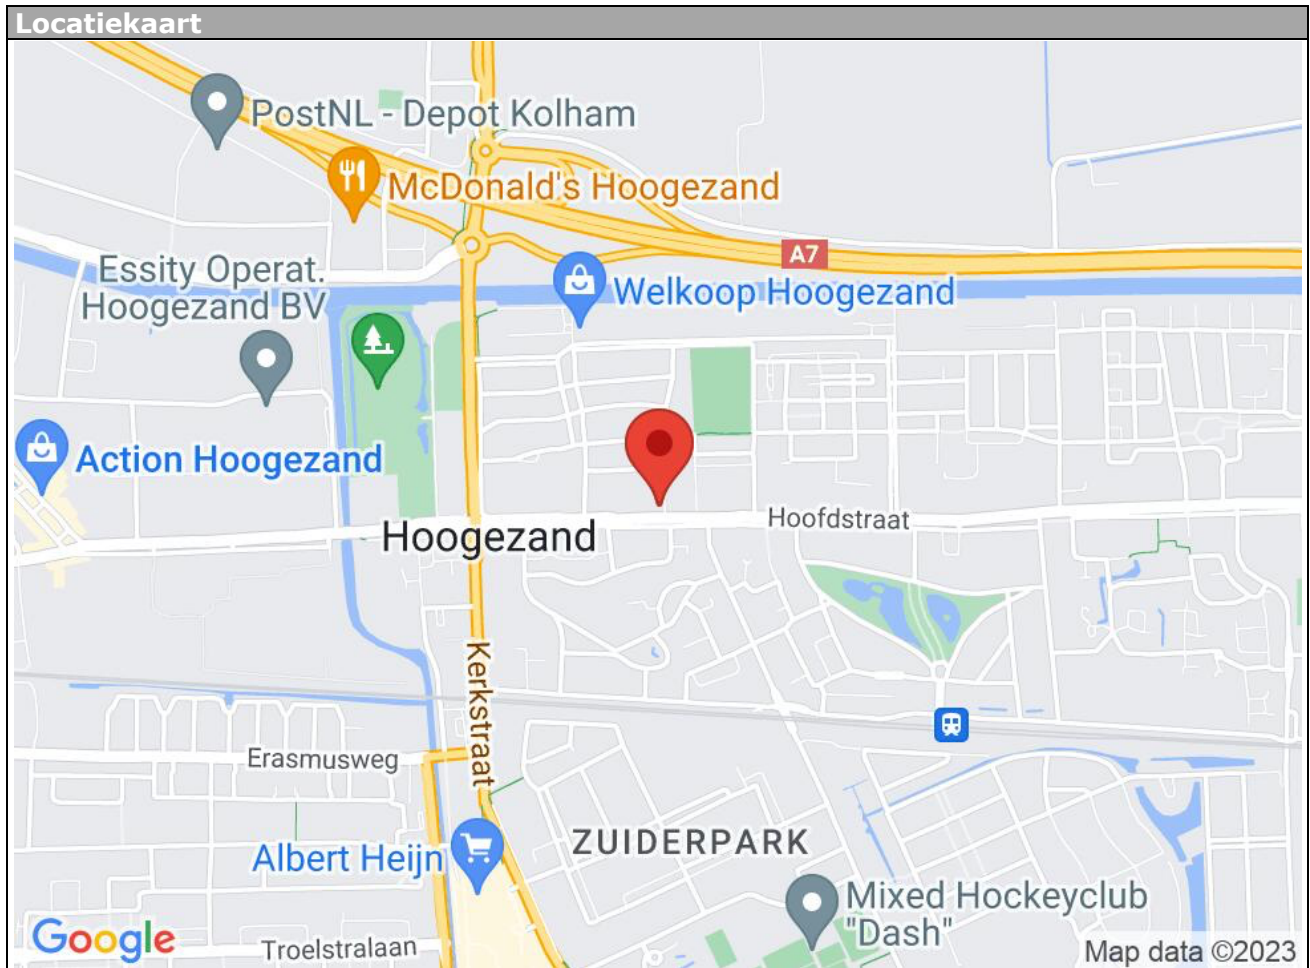 Locatiekaart
PostNL - Depot Kolham
McDonald's Hoogezand
A7
Essity Operat.
Hoogezand BV
Welkoop Hoogezand
Action Hoogezand
Hoofdstraat
Hoogezand
Kerkstraat
Erasmusweg
ZUIDERPARK
Albert Heijn
Mixed Hockeyclub
"Dash"
Google
Troelstralaan
Map data ©2023